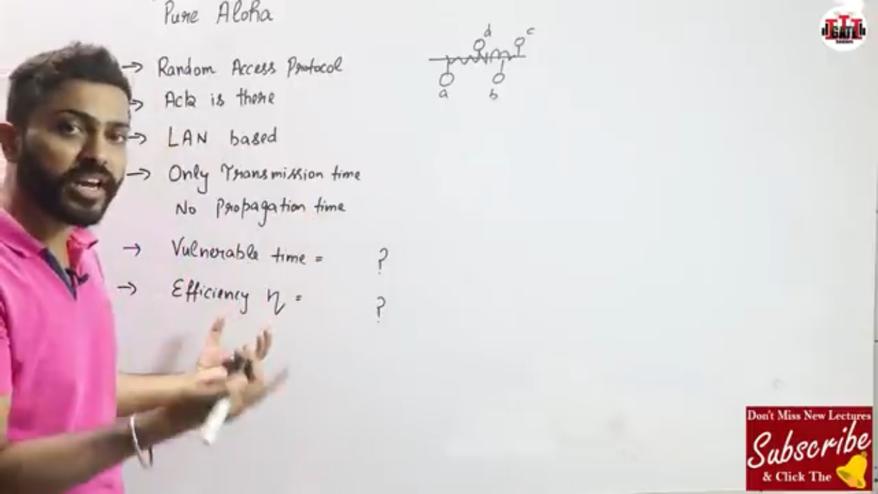 Pure Aloha
→ Random Access Protocol
→ Ack is there
→ LAN based
→ Only Transmission time
No Propagation time
→ Vulnerable time = ?
→ Efficiency η = ?
d
c
a
b
GATE
Don't Miss New Lectures
Subscribe
& Click The